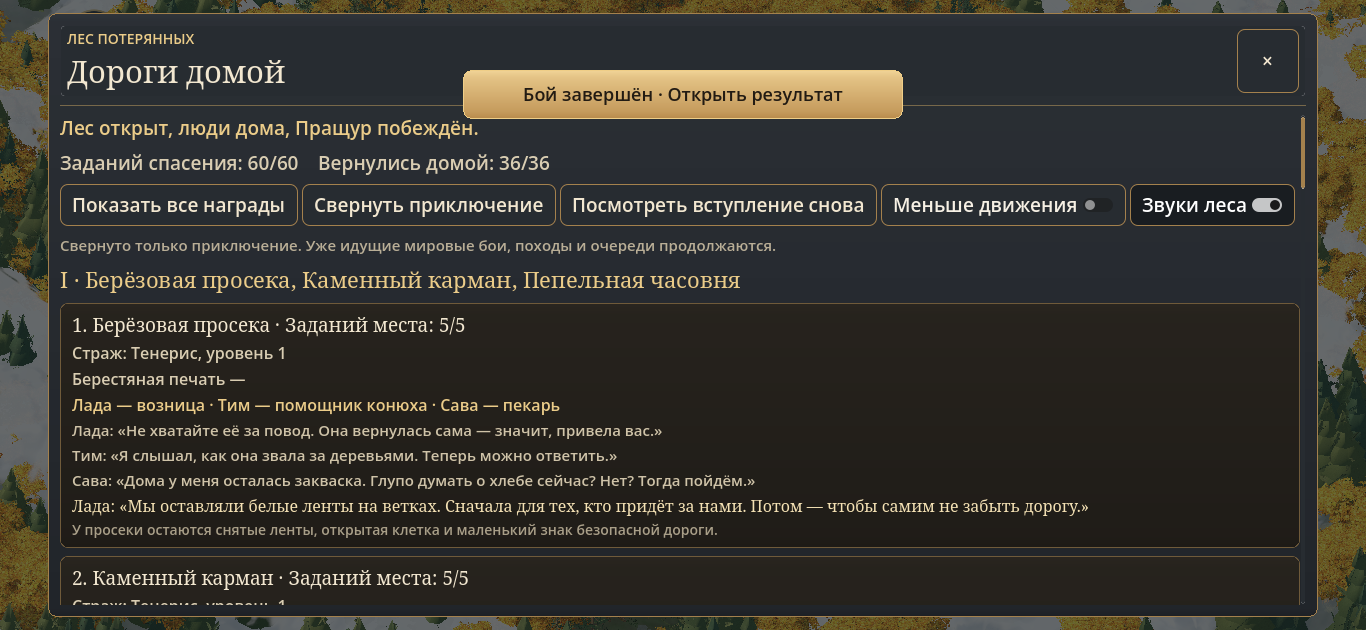 ЛЕС ПОТЕРЯННЫХ
Дороги домой
×
Бой завершён · Открыть результат
Лес открыт, люди дома, Пращур побеждён.
Заданий спасения: 60/60 Вернулись домой: 36/36
Показать все награды Свернуть приключение Посмотреть вступление снова Меньше движения Звуки леса
Свернуто только приключение. Уже идущие мировые бои, походы и очереди продолжаются.
I · Берёзовая просека, Каменный карман, Пепельная часовня
1. Берёзовая просека · Заданий места: 5/5
Страж: Тенерис, уровень 1
Берестяная печать —
Лада — возница · Тим — помощник конюха · Сава — пекарь
Лада: «Не хватайте её за повод. Она вернулась сама — значит, привела вас.»
Тим: «Я слышал, как она звала за деревьями. Теперь можно ответить.»
Сава: «Дома у меня осталась закваска. Глупо думать о хлебе сейчас? Нет? Тогда пойдём.»
Лада: «Мы оставляли белые ленты на ветках. Сначала для тех, кто придёт за нами. Потом — чтобы самим не забыть дорогу.»
У просеки остаются снятые ленты, открытая клетка и маленький знак безопасной дороги.
2. Каменный карман · Заданий места: 5/5
Страж: Тенерис, уровень 1